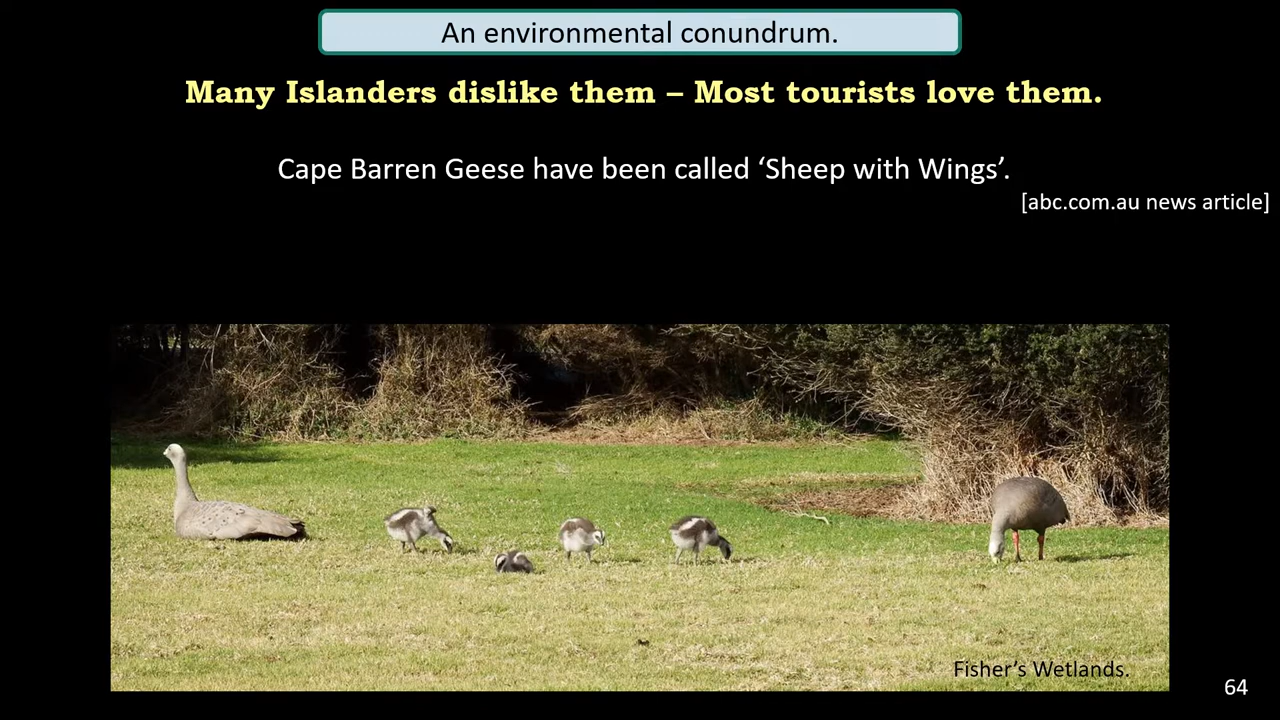 An environmental conundrum.
Many Islanders dislike them – Most tourists love them.
Cape Barren Geese have been called ‘Sheep with Wings’.
[abc.com.au news article]
Fisher’s Wetlands.
64